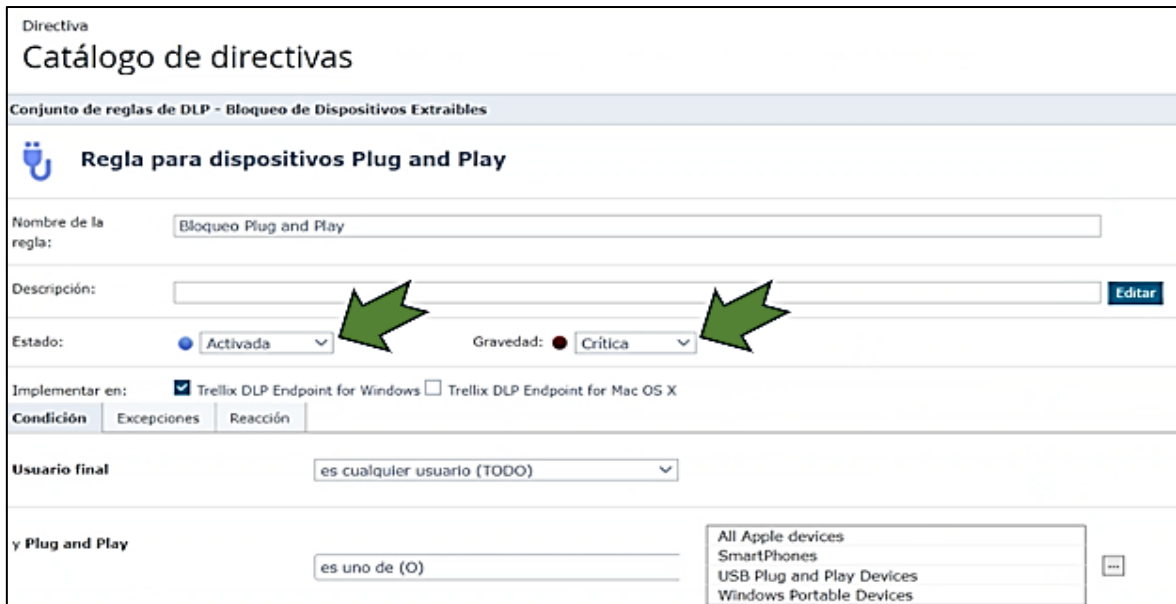 Directiva
Catálogo de directivas
Conjunto de reglas de DLP - Bloqueo de Dispositivos Extraibles
Regla para dispositivos Plug and Play
Nombre de la regla: Bloqueo Plug and Play
Descripción: Editar
Estado: Activada Gravedad: Crítica
Implementar en: Trellix DLP Endpoint for Windows Trellix DLP Endpoint for Mac OS X
Condición Excepciones Reacción
Usuario final es cualquier usuario (TODO)
y Plug and Play es uno de (O)
All Apple devices
SmartPhones
USB Plug and Play Devices
Windows Portable Devices
...